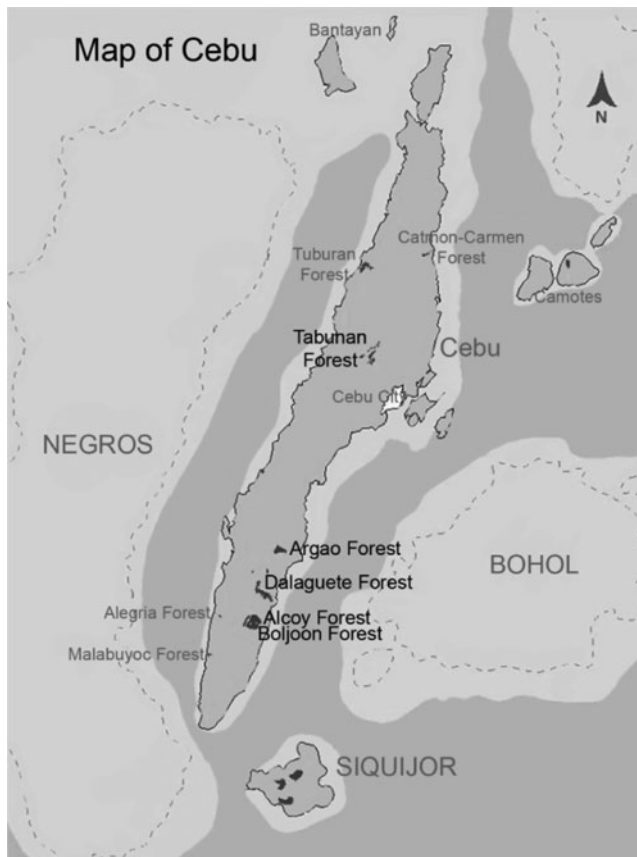 Bantayan
Map of Cebu
N
Tuburan
Forest
Catmon-Carmen
Forest
Camotes
Tabunan
Forest
Cebu
Cebu City
NEGROS
Argao Forest
BOHOL
Dalaguete Forest
Alegria Forest
Alcoy Forest
Boljoon Forest
Malabuyoc Forest
SIQUIJOR